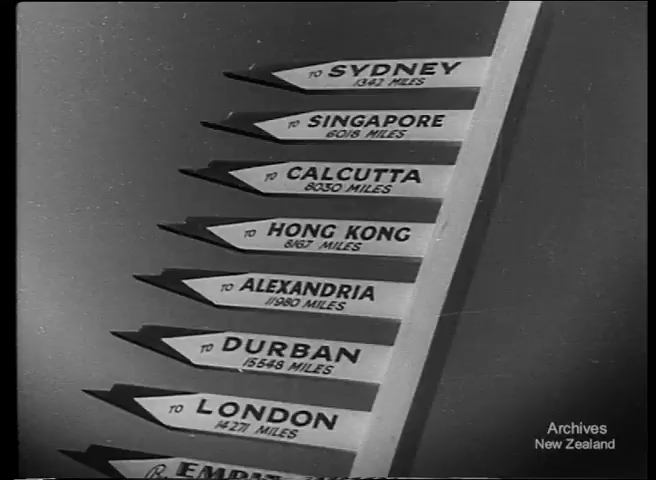 TO SYDNEY
1342 MILES
TO SINGAPORE
6018 MILES
TO CALCUTTA
8030 MILES
TO HONG KONG
8167 MILES
TO ALEXANDRIA
11980 MILES
TO DURBAN
15548 MILES
TO LONDON
14271 MILES
By
Archives
New Zealand